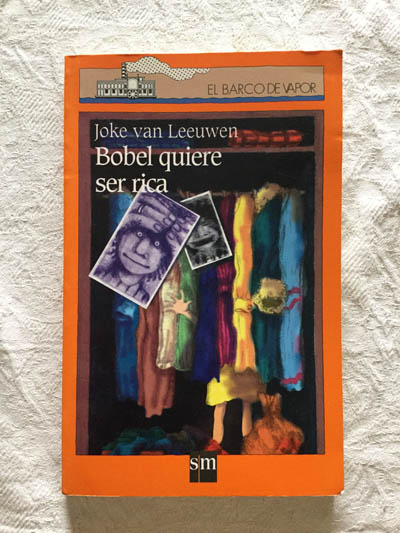 EL BARCO DE VAPOR
Joke van Leeuwen
Bobel quiere
ser rica
sm